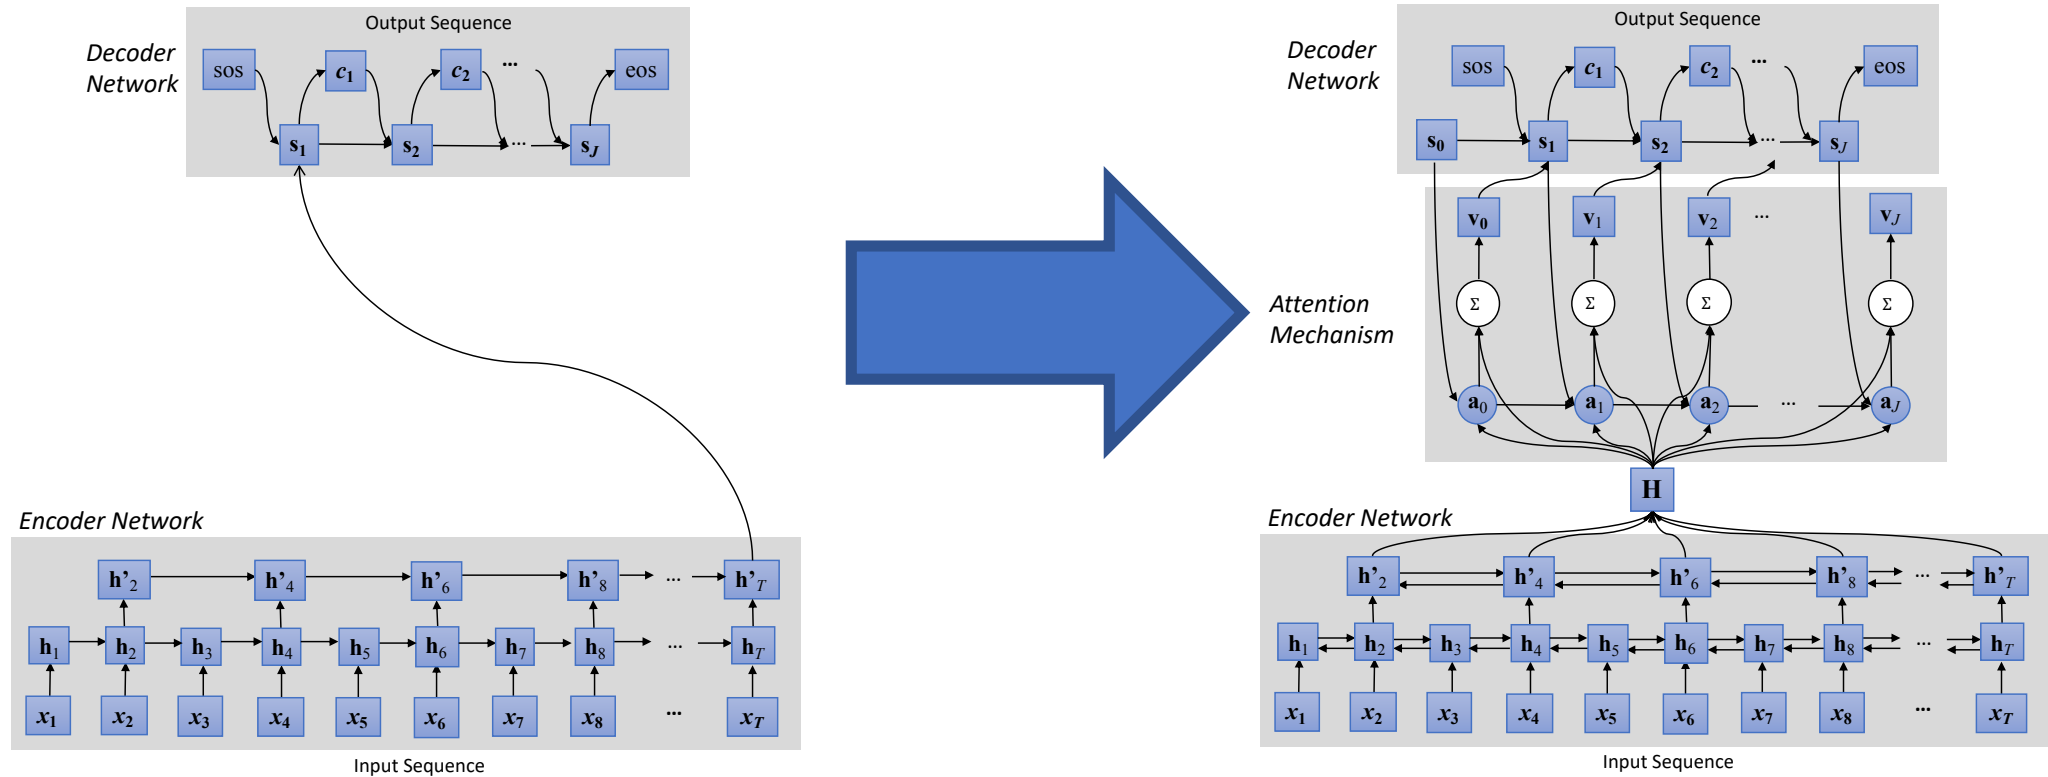 Output Sequence
Decoder
Network
sos c1 c2 ... eos
s1 s2 ... sJ
Encoder Network
h'2 h'4 h'6 h'8 ... h'T
h1 h2 h3 h4 h5 h6 h7 h8 ... hT
x1 x2 x3 x4 x5 x6 x7 x8 ... xT
Input Sequence
Output Sequence
Decoder
Network
sos c1 c2 ... eos
s0 s1 s2 ... sJ
v0 v1 v2 ... vJ
Attention
Mechanism
Σ Σ Σ Σ
a0 a1 a2 ... aJ
H
Encoder Network
h'2 h'4 h'6 h'8 ... h'T
h1 h2 h3 h4 h5 h6 h7 h8 ... hT
x1 x2 x3 x4 x5 x6 x7 x8 ... xT
Input Sequence